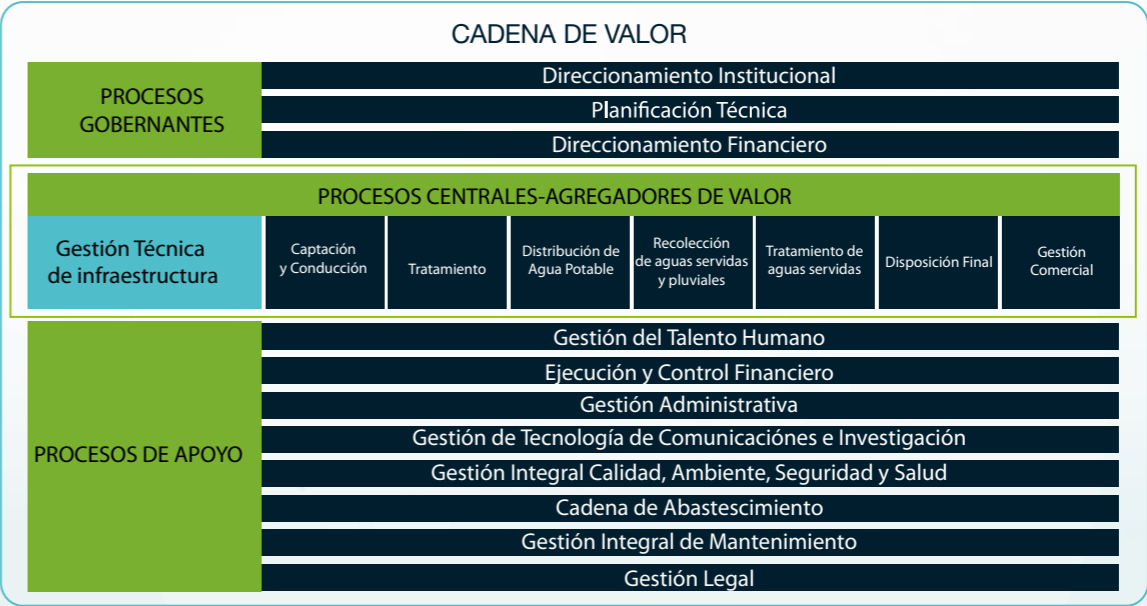 CADENA DE VALOR
PROCESOS
GOBERNANTES
Direccionamiento Institucional
Planificación Técnica
Direccionamiento Financiero
PROCESOS CENTRALES-AGREGADORES DE VALOR
Gestión Técnica
de infraestructura
Captación
y Conducción
Tratamiento
Distribución de
Agua Potable
Recolección
de aguas servidas
y pluviales
Tratamiento de
aguas servidas
Disposición Final
Gestión
Comercial
PROCESOS DE APOYO
Gestión del Talento Humano
Ejecución y Control Financiero
Gestión Administrativa
Gestión de Tecnología de Comunicaciónes e Investigación
Gestión Integral Calidad, Ambiente, Seguridad y Salud
Cadena de Abastescimiento
Gestión Integral de Mantenimiento
Gestión Legal